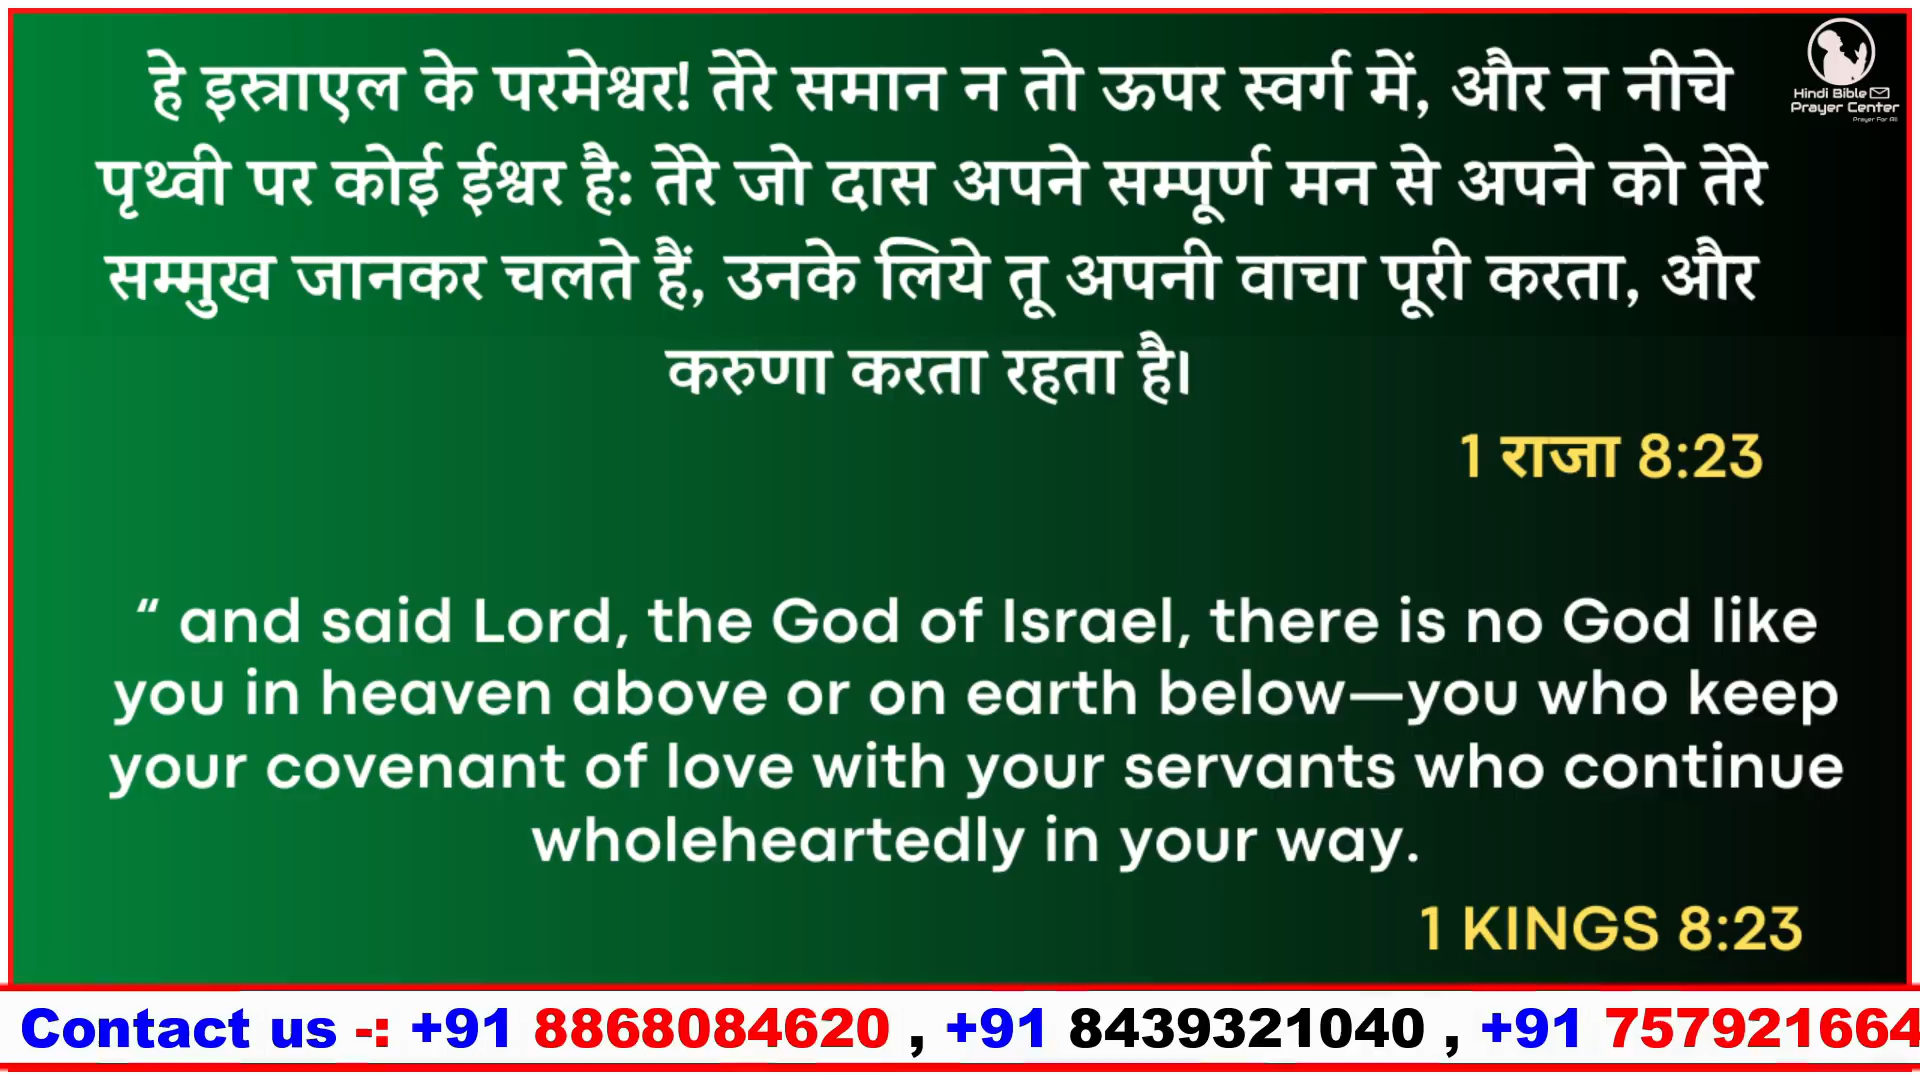 हे इस्राएल के परमेश्वर! तेरे समान न तो ऊपर स्वर्ग में, और न नीचे
पृथ्वी पर कोई ईश्वर है: तेरे जो दास अपने सम्पूर्ण मन से अपने को तेरे
सम्मुख जानकर चलते हैं, उनके लिये तू अपनी वाचा पूरी करता, और
करुणा करता रहता है।
1 राजा 8:23
“ and said Lord, the God of Israel, there is no God like
you in heaven above or on earth below—you who keep
your covenant of love with your servants who continue
wholeheartedly in your way.
1 KINGS 8:23
Hindi Bible
Prayer Center
Prayer For All
Contact us -: +91 8868084620 , +91 8439321040 , +91 757921664